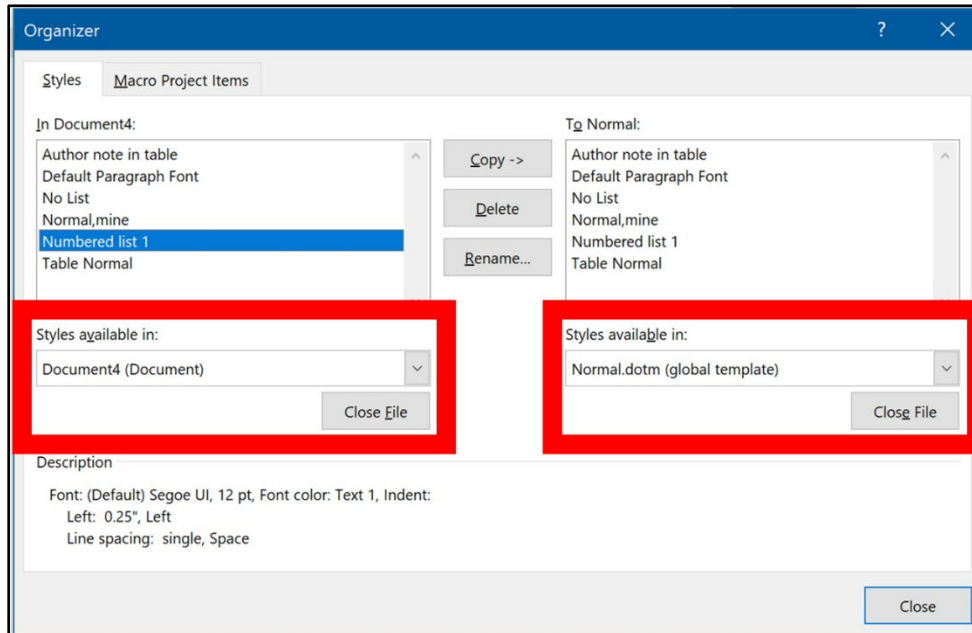 Organizer
Styles
Macro Project Items
In Document4:
Author note in table
Default Paragraph Font
No List
Normal,mine
Numbered list 1
Table Normal
Copy ->
Delete
Rename...
To Normal:
Author note in table
Default Paragraph Font
No List
Normal,mine
Numbered list 1
Table Normal
Styles available in:
Document4 (Document)
Close File
Styles available in:
Normal.dotm (global template)
Close File
Description
Font: (Default) Segoe UI, 12 pt, Font color: Text 1, Indent:
Left: 0.25", Left
Line spacing: single, Space
Close